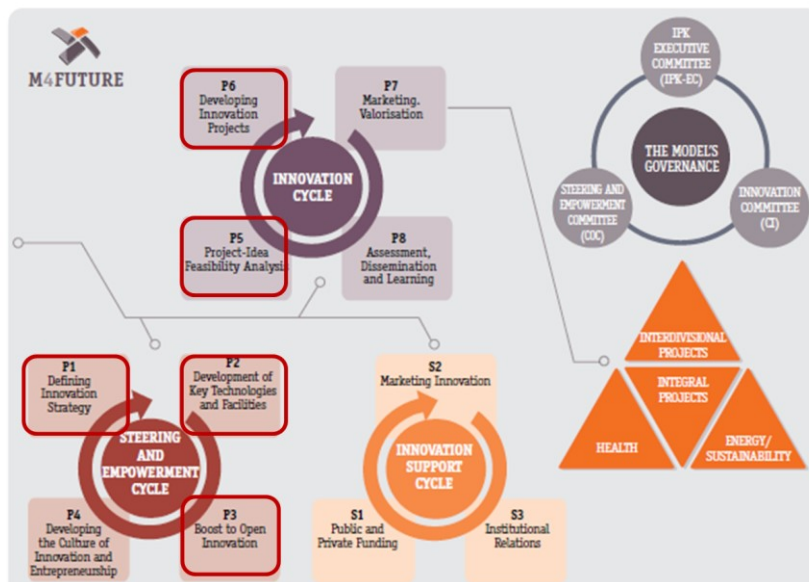 M4FUTURE
P6
Developing
Innovation
Projects
P7
Marketing.
Valorisation
INNOVATION
CYCLE
P5
Project-Idea
Feasibility Analysis
P8
Assessment,
Dissemination
and Learning
IPK
EXECUTIVE
COMMITTEE
(IPK-EC)
THE MODEL'S
GOVERNANCE
STEERING AND
EMPOWERMENT
COMMITTEE
(COC)
INNOVATION
COMMITTEE
(CI)
P1
Defining
Innovation
Strategy
P2
Development of
Key Technologies
and Facilities
STEERING
AND
EMPOWERMENT
CYCLE
P4
Developing
the Culture of
Innovation and
Entrepreneurship
P3
Boost to Open
Innovation
S2
Marketing Innovation
INNOVATION
SUPPORT
CYCLE
S1
Public and
Private Funding
S3
Institutional
Relations
INTERDIVISIONAL
PROJECTS
INTEGRAL
PROJECTS
HEALTH
ENERGY/
SUSTAINABILITY